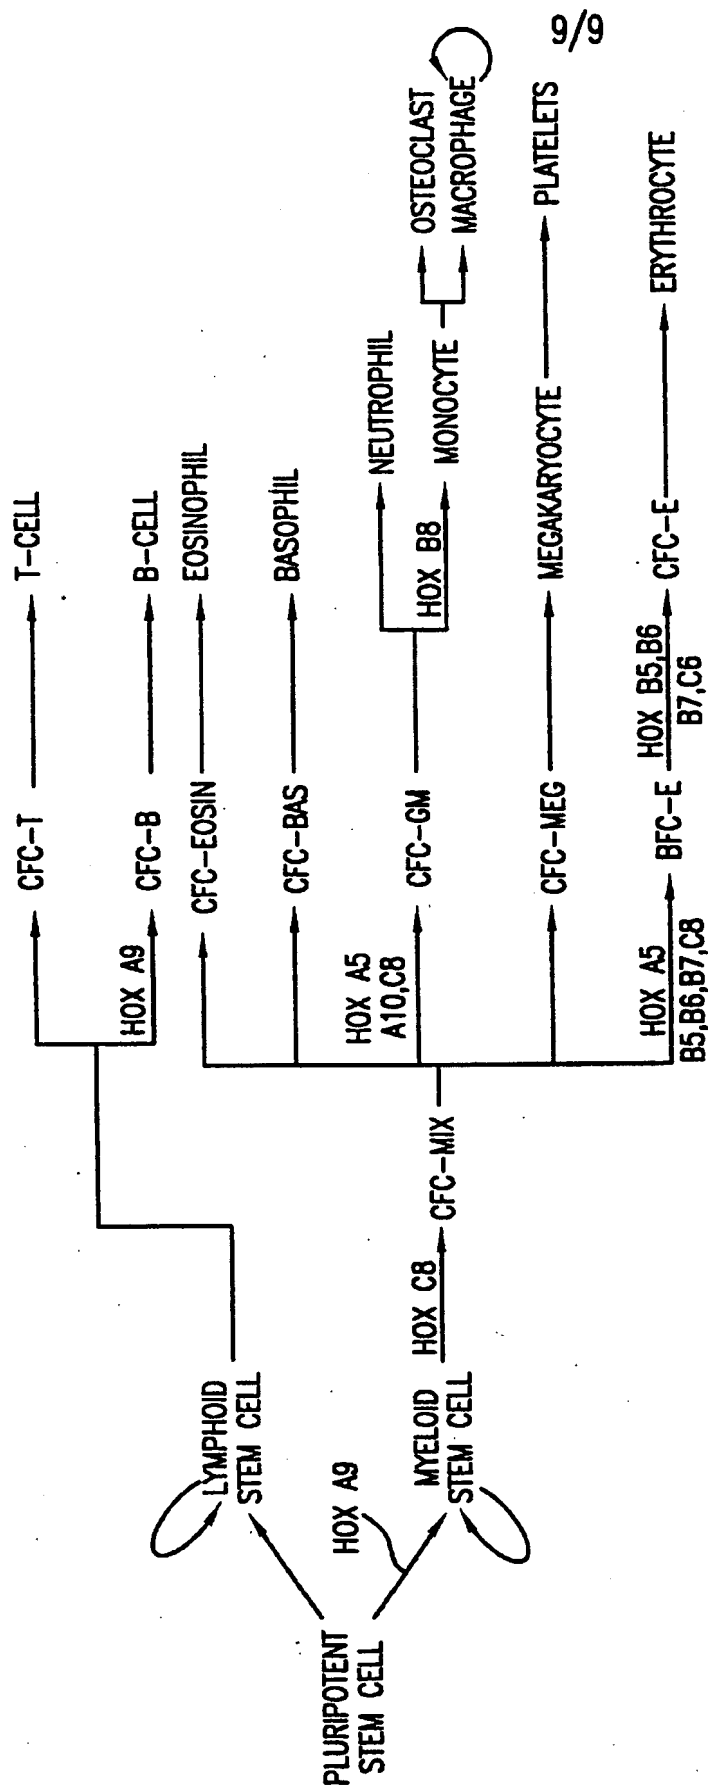 PLURIPOTENT
STEM CELL
LYMPHOID
STEM CELL
HOX A9
MYELOID
STEM CELL
HOX A9
CFC-T
T-CELL
CFC-B
B-CELL
HOX C8
CFC-MIX
CFC-EOSIN
EOSINOPHIL
CFC-BAS
BASOPHIL
HOX A5
A10,C8
CFC-GM
NEUTROPHIL
HOX B8
MONOCYTE
OSTEOCLAST
MACROPHAGE
CFC-MEG
MEGAKARYOCYTE
PLATELETS
HOX A5
B5,B6,B7,C8
BFC-E
HOX B5,B6
B7,C6
CFC-E
ERYTHROCYTE
6/6